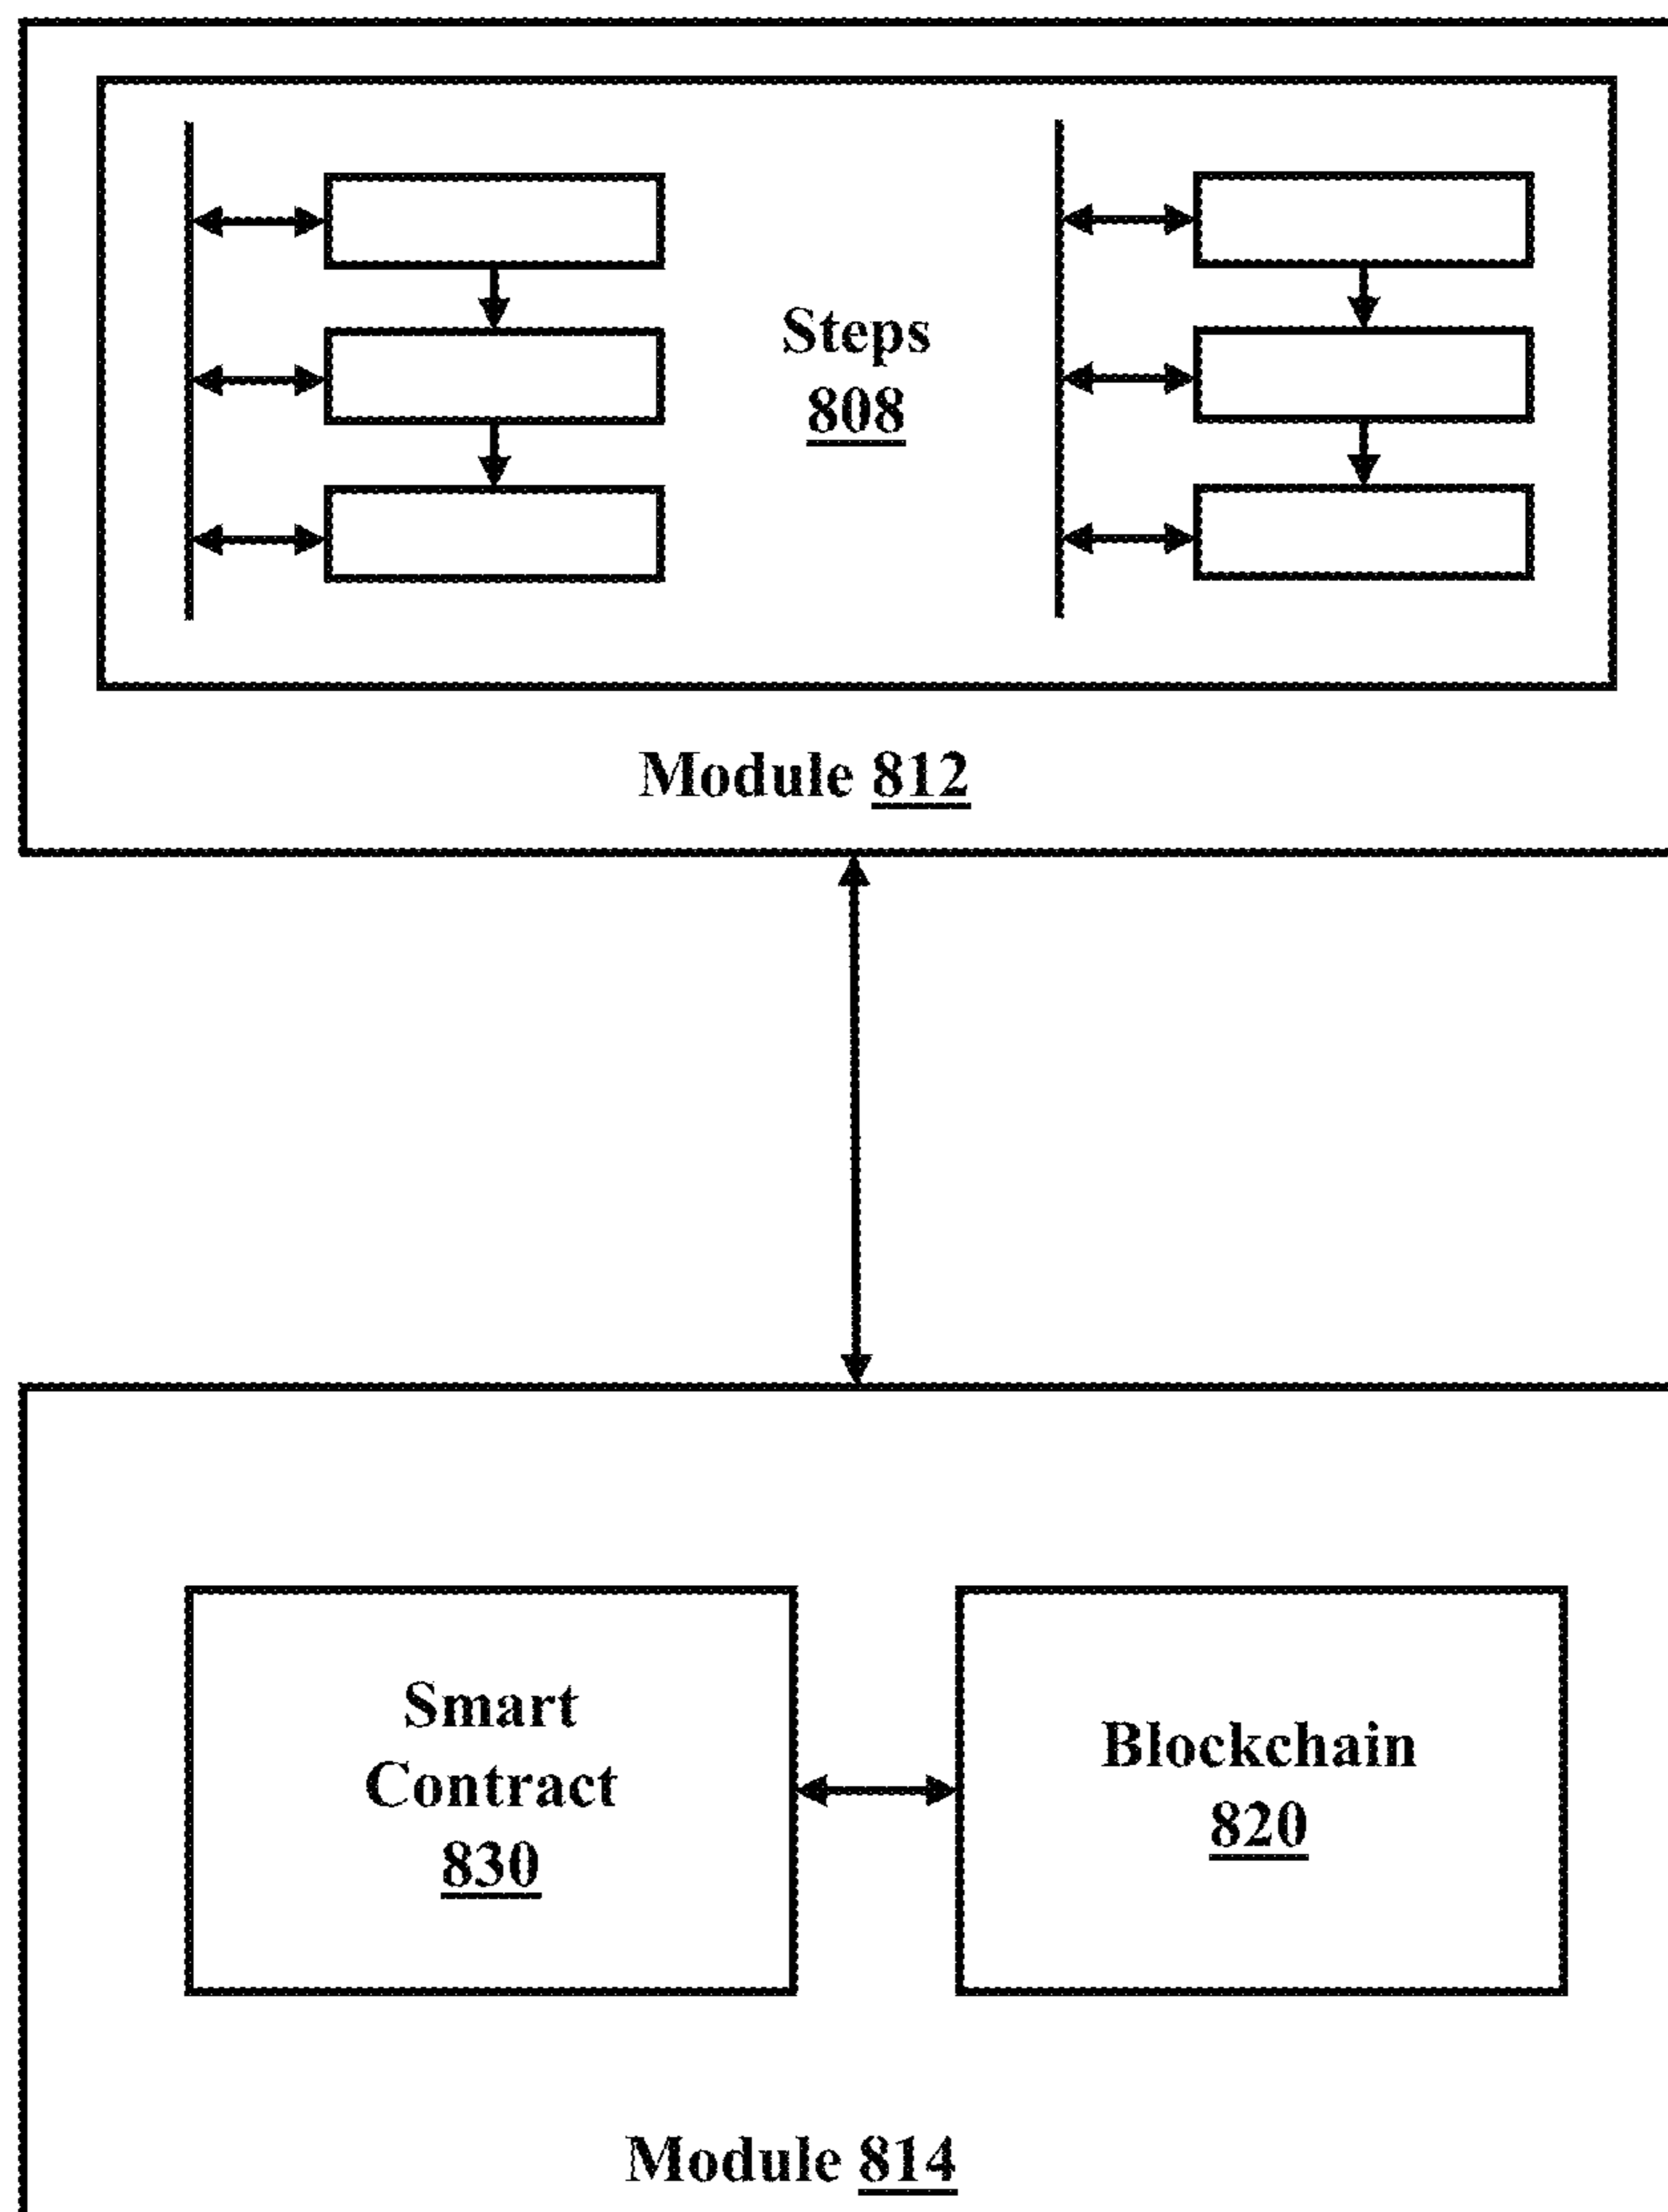 Steps
808
Module 812
Smart
Contract
830
Blockchain
820
Module 814